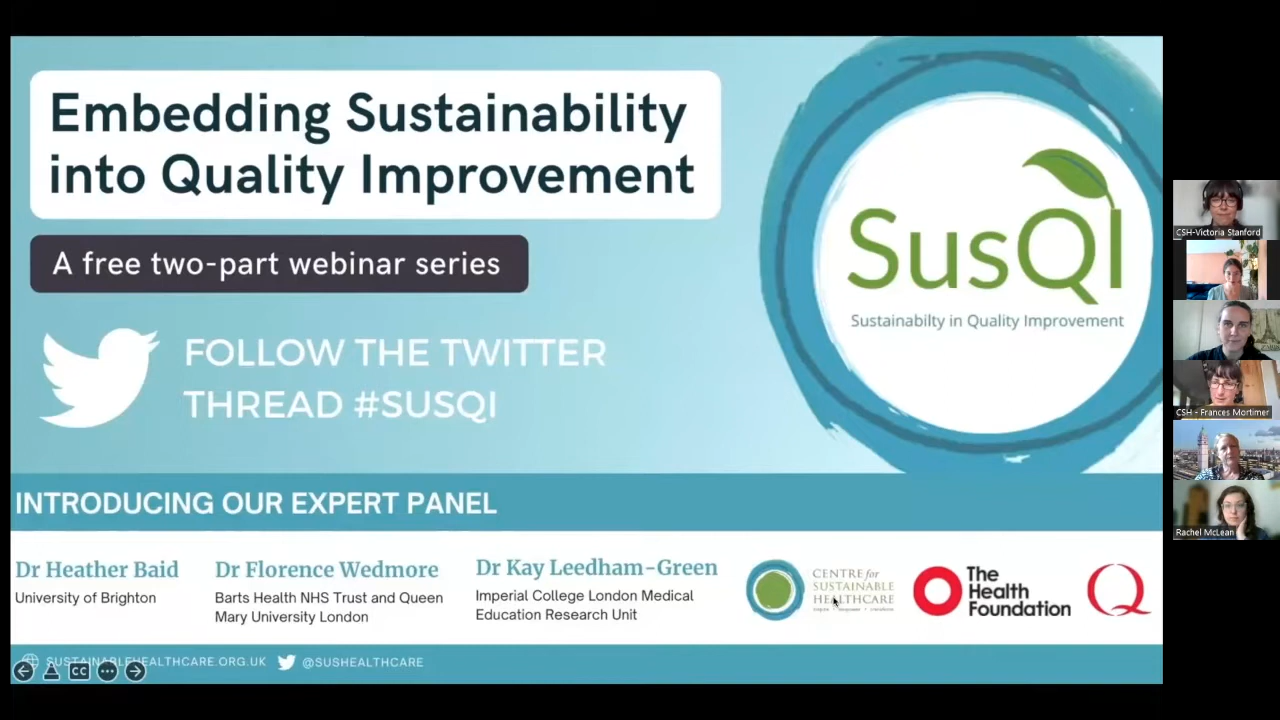 Embedding Sustainability
into Quality Improvement
A free two-part webinar series
FOLLOW THE TWITTER
THREAD #SUSQI
SusQI
Sustainabilty in Quality Improvement
INTRODUCING OUR EXPERT PANEL
Dr Heather Baid
University of Brighton
Dr Florence Wedmore
Barts Health NHS Trust and Queen
Mary University London
Dr Kay Leedham-Green
Imperial College London Medical
Education Research Unit
CENTRE for
SUSTAINABLE
HEALTHCARE
The
Health
Foundation
Q
SUSTAINABLEHEALTHCARE.ORG.UK
@SUSHEALTHCARE
CC
CSH-Victoria Stanford
CSH - Frances Mortimer
Rachel McLean